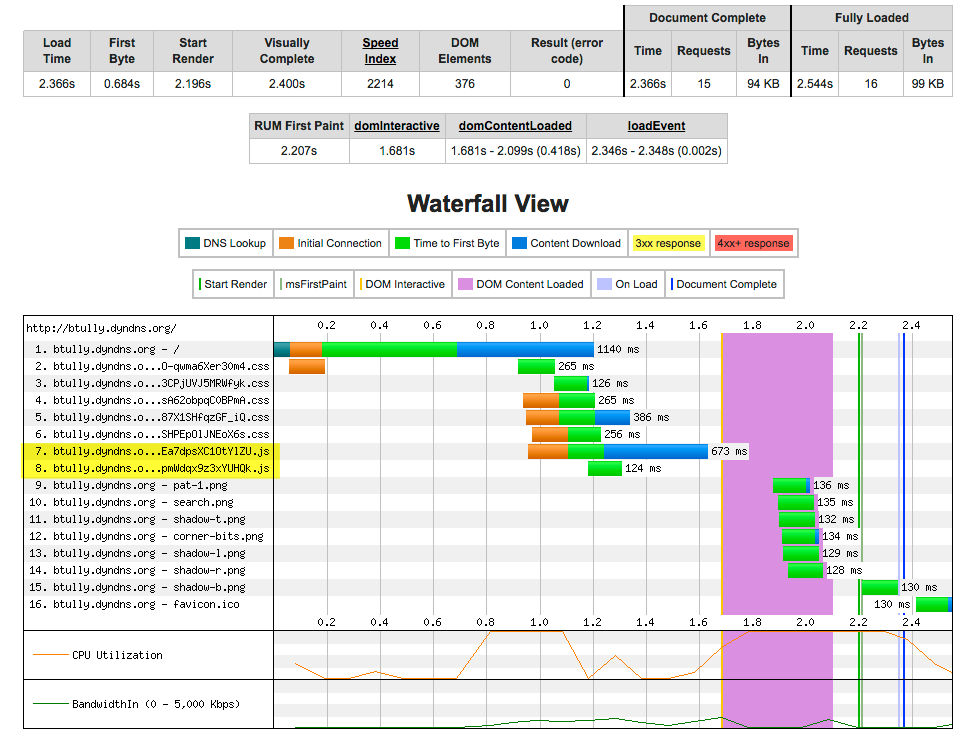 Document Complete Fully Loaded
Load Time First Byte Start Render Visually Complete Speed Index DOM Elements Result (error code) Time Requests Bytes In Time Requests Bytes In
2.366s 0.684s 2.196s 2.400s 2214 376 0 2.366s 15 94 KB 2.544s 16 99 KB
RUM First Paint domInteractive domContentLoaded loadEvent
2.207s 1.681s 1.681s - 2.099s (0.418s) 2.346s - 2.348s (0.002s)
Waterfall View
DNS Lookup Initial Connection Time to First Byte Content Download 3xx response 4xx+ response
Start Render msFirstPaint DOM Interactive DOM Content Loaded On Load Document Complete
http://btully.dyndns.org/ 0.2 0.4 0.6 0.8 1.0 1.2 1.4 1.6 1.8 2.0 2.2 2.4
1. btully.dyndns.org - / 1140 ms
2. btully.dyndns.o...O-qwma6Xer30m4.css 265 ms
3. btully.dyndns.o...3CPjUVJ5MRWfyk.css 126 ms
4. btully.dyndns.o...sA62obpqC0BPmA.css 265 ms
5. btully.dyndns.o...87X1SHfqzGF_iQ.css 386 ms
6. btully.dyndns.o...SHPEpOlJNEoX6s.css 256 ms
7. btully.dyndns.o...Ea7dpsXC1OtYlZU.js 673 ms
8. btully.dyndns.o...pmWdqx9z3xYUHQk.js 124 ms
9. btully.dyndns.org - pat-1.png 136 ms
10. btully.dyndns.org - search.png 135 ms
11. btully.dyndns.org - shadow-t.png 132 ms
12. btully.dyndns.org - corner-bits.png 134 ms
13. btully.dyndns.org - shadow-l.png 129 ms
14. btully.dyndns.org - shadow-r.png 128 ms
15. btully.dyndns.org - shadow-b.png 130 ms
16. btully.dyndns.org - favicon.ico 130 ms
0.2 0.4 0.6 0.8 1.0 1.2 1.4 1.6 1.8 2.0 2.2 2.4
CPU Utilization
BandwidthIn (0 - 5,000 Kbps)